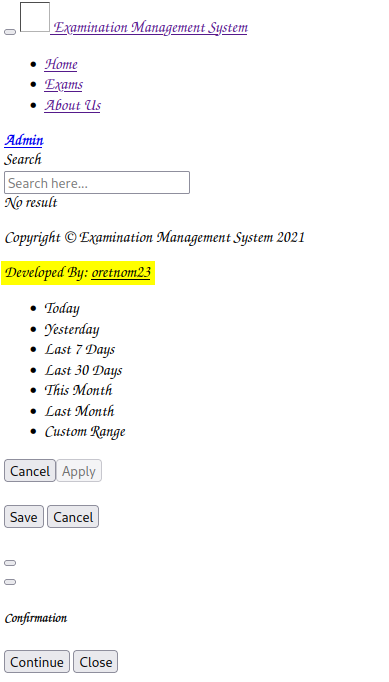 Examination Management System
Home
Exams
About Us
Admin
Search
Search here...
No result
Copyright © Examination Management System 2021
Developed By: oretnom23
Today
Yesterday
Last 7 Days
Last 30 Days
This Month
Last Month
Custom Range
Cancel Apply
Save Cancel
Confirmation
Continue Close